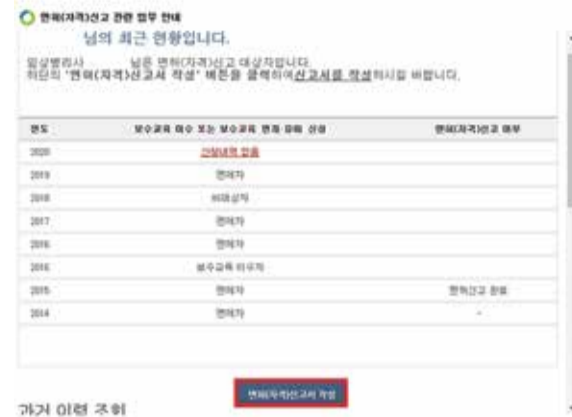 면허(자격)신고 관련 업무 안내
님의 최근 현황입니다.
임상병리사 님은 면허(자격)신고 대상자입니다.
하단의 '면허(자격)신고서 작성' 버튼을 클릭하여 신고서를 작성하시길 바랍니다.
년도 보수교육 이수 또는 보수교육 면제 유예 신청 면허(자격)신고 여부
2020 신청내역 없음
2019 면제자
2018 비대상자
2017 면제자
2016 면제자
2016 보수교육 이수자
2015 면제자 면허신고 완료
2014 면제자 -
면허(자격)신고서 작성
과거 이력 조회